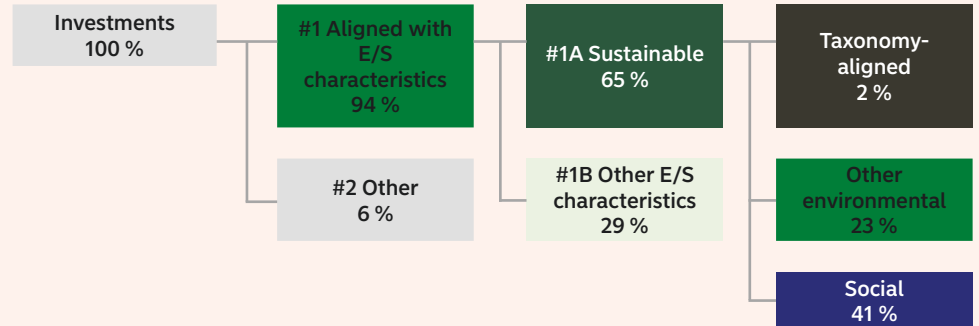 Investments
100 %
#1 Aligned with
E/S
characteristics
94 %
#1A Sustainable
65 %
Taxonomy-
aligned
2 %
#2 Other
6 %
#1B Other E/S
characteristics
29 %
Other
environmental
23 %
Social
41 %